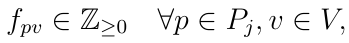 $f_{pv} \in \mathbb{Z}_{\geq 0} \quad \forall p \in P_j, v \in V,$